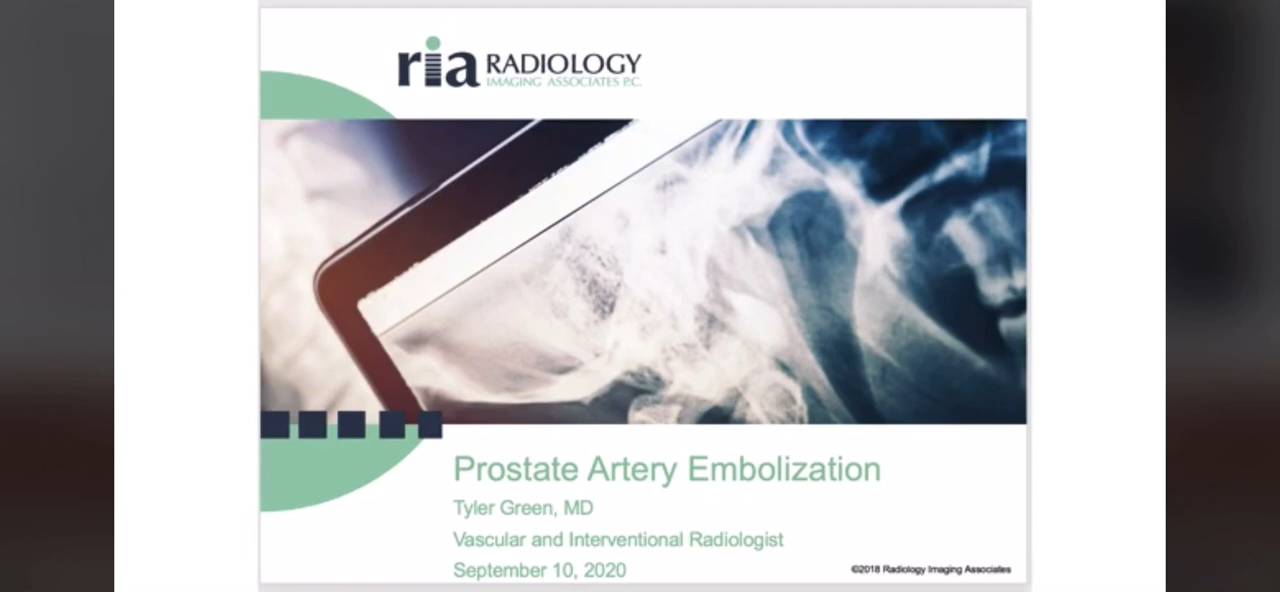 ria RADIOLOGY
IMAGING ASSOCIATES P.C.
Prostate Artery Embolization
Tyler Green, MD
Vascular and Interventional Radiologist
September 10, 2020
©2018 Radiology Imaging Associates